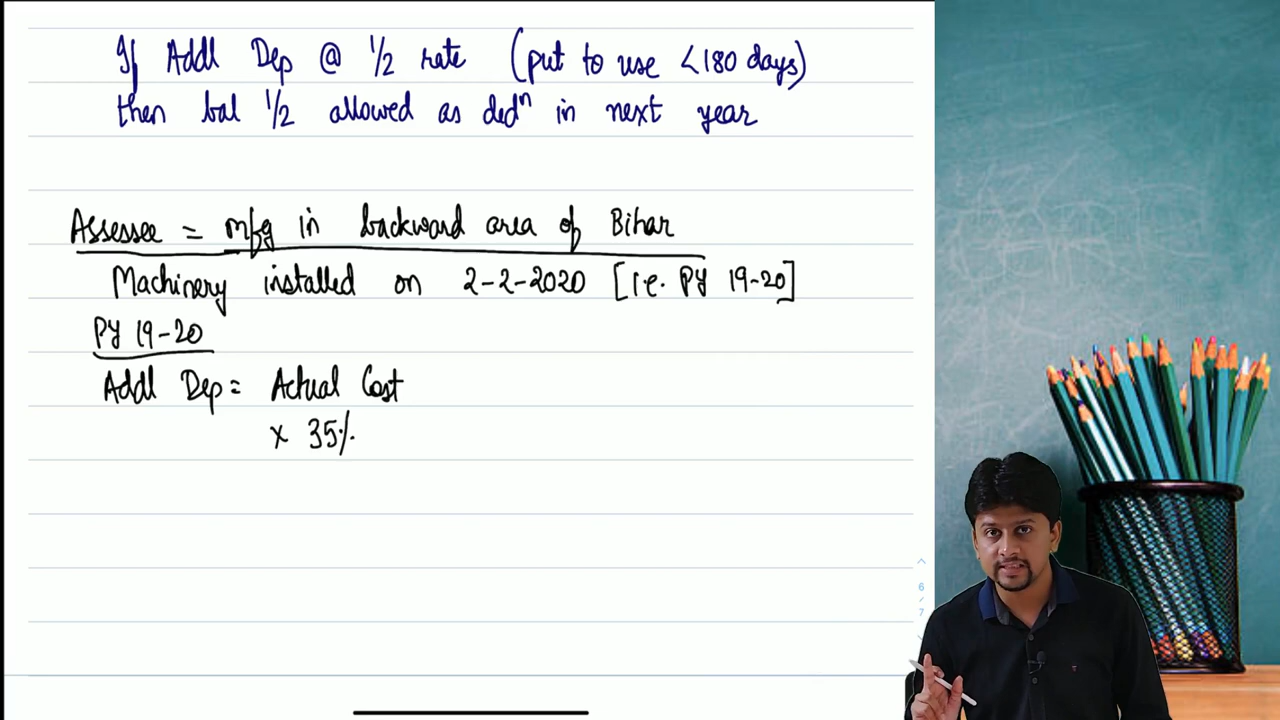 If Addl Dep @ 1/2 rate (put to use <180 days)
then bal 1/2 allowed as dedⁿ in next year
Assessee = mfg in backward area of Bihar
Machinery installed on 2-2-2020 [i.e. PY 19-20]
PY 19-20
Addl Dep = Actual Cost
x 35%
6
/
7